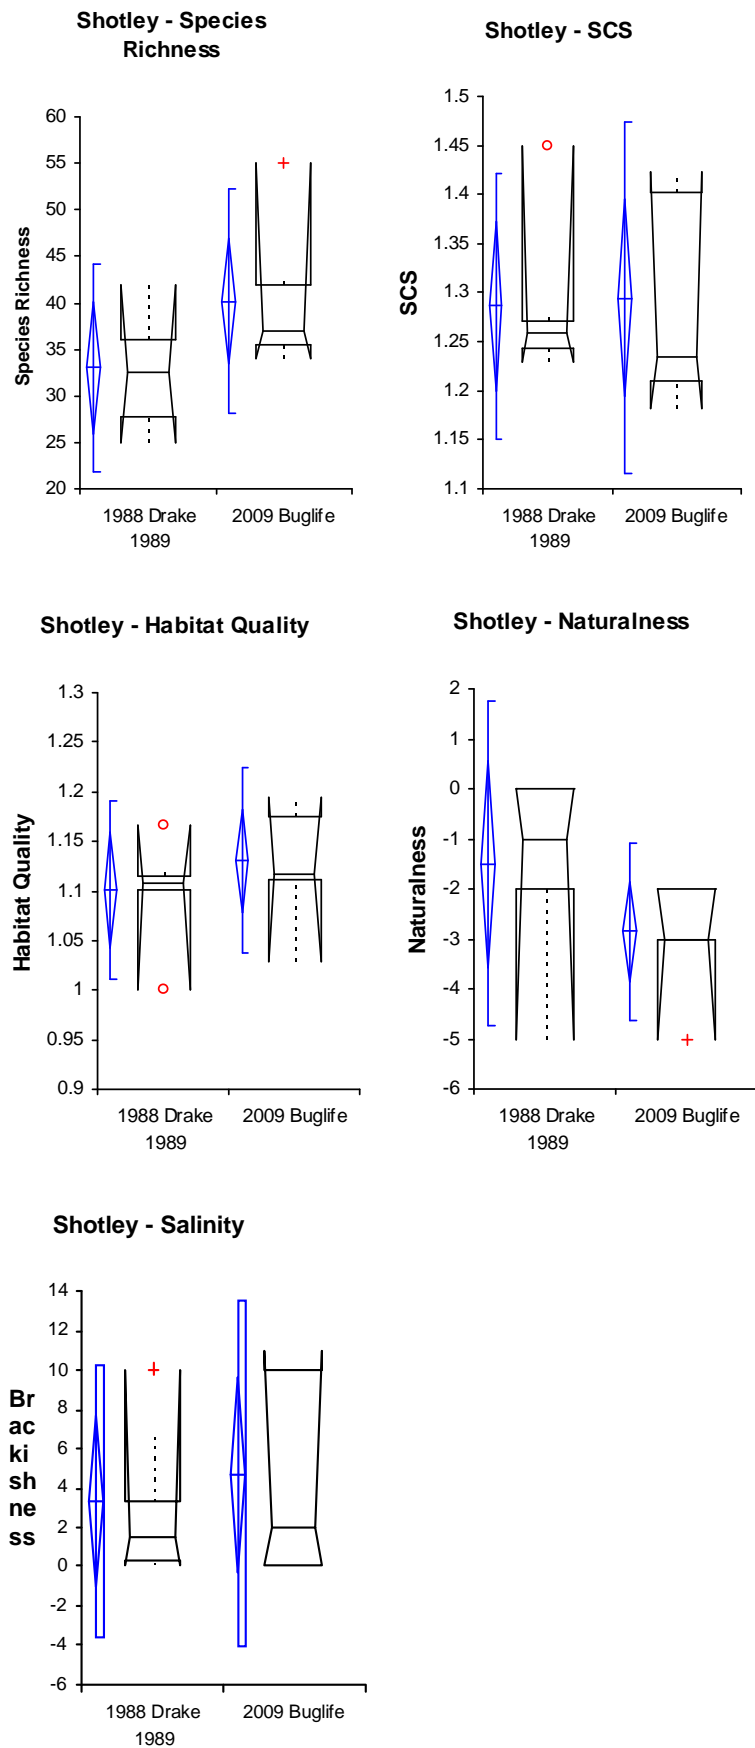 Shotley - Species
Richness
60
55
50
45
40
35
30
25
20
Species Richness
1988 Drake
1989
2009 Buglife
Shotley - SCS
1.5
1.45
1.4
1.35
1.3
1.25
1.2
1.15
1.1
SCS
1988 Drake
1989
2009 Buglife
Shotley - Habitat Quality
1.3
1.25
1.2
1.15
1.1
1.05
1
0.95
0.9
Habitat Quality
1988 Drake
1989
2009 Buglife
Shotley - Naturalness
2
1
0
-1
-2
-3
-4
-5
-6
Naturalness
1988 Drake
1989
2009 Buglife
Shotley - Salinity
14
12
10
8
6
4
2
0
-2
-4
-6
Br
ac
ki
sh
ne
ss
1988 Drake
1989
2009 Buglife